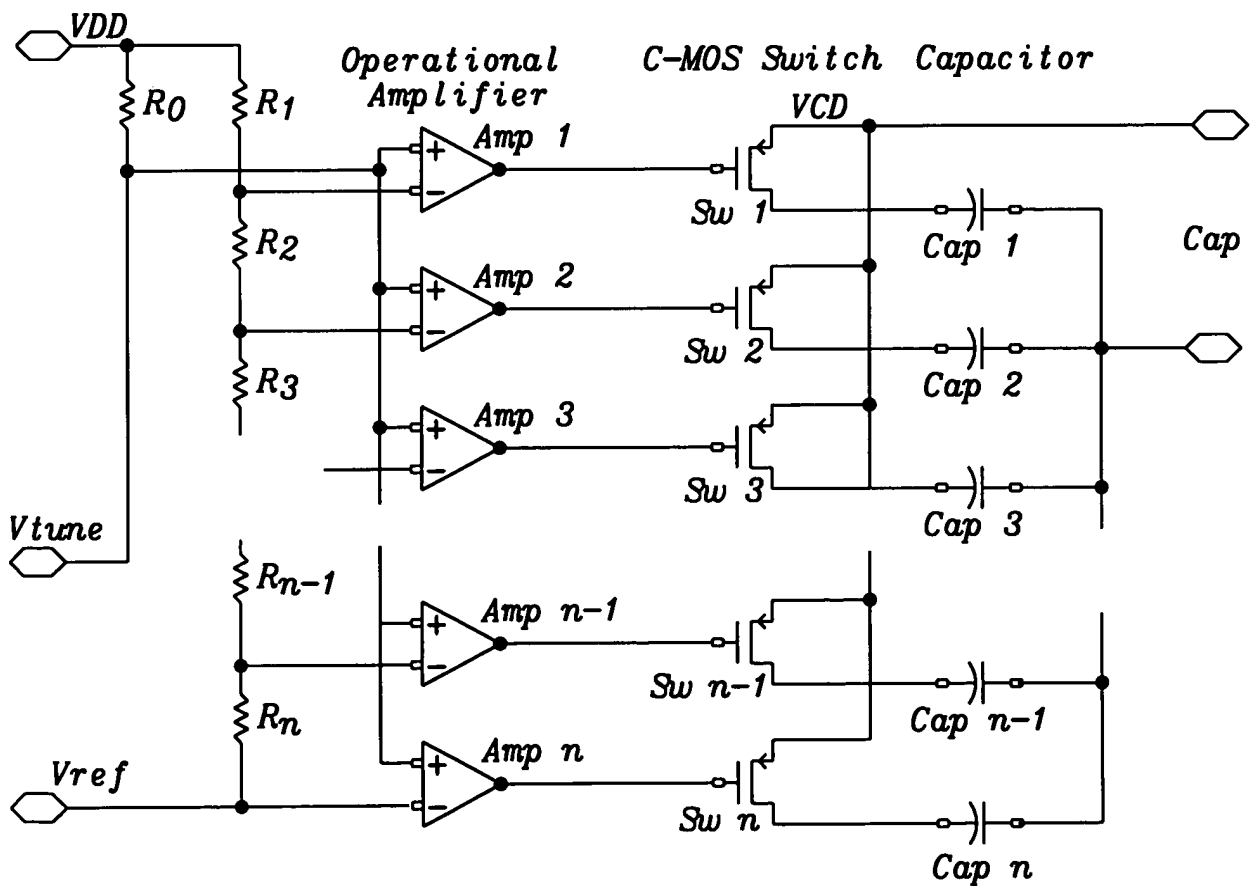 VDD
Operational
Amplifier
C-MOS Switch Capacitor
R0
R1
Amp 1
VCD
Sw 1
Cap 1
Cap
R2
Amp 2
Sw 2
Cap 2
R3
Amp 3
Sw 3
Cap 3
Vtune
Rn-1
Amp n-1
Sw n-1
Cap n-1
Rn
Amp n
Vref
Sw n
Cap n